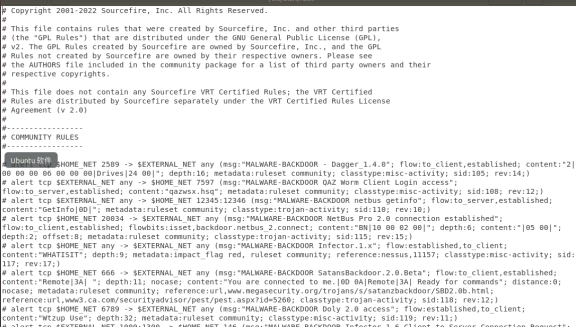 # Copyright 2001-2022 Sourcefire, Inc. All Rights Reserved.
#
# This file contains rules that were created by Sourcefire, Inc. and other third parties
# (the "GPL Rules") that are distributed under the GNU General Public License (GPL),
# v2. The GPL Rules created by Sourcefire are owned by Sourcefire, Inc., and the GPL
# Rules not created by Sourcefire are owned by their respective owners. Please see
# the AUTHORS file included in the community package for a list of third party owners and their
# respective copyrights.
#
# This file does not contain any Sourcefire VRT Certified Rules; the VRT Certified
# Rules are distributed by Sourcefire separately under the VRT Certified Rules License
# Agreement (v 2.0)
#
#-----------------
# COMMUNITY RULES
#-----------------
Ubuntu 软件
$HOME_NET 2589 -> $EXTERNAL_NET any (msg:"MALWARE-BACKDOOR - Dagger_1.4.0"; flow:to_client,established; content:"2|
00 00 00 06 00 00 00|Drives|24 00|"; depth:16; metadata:ruleset community; classtype:misc-activity; sid:105; rev:14;)
# alert tcp $EXTERNAL_NET any -> $HOME_NET 7597 (msg:"MALWARE-BACKDOOR QAZ Worm Client Login access";
flow:to_server,established; content:"qazwsx.hsq"; metadata:ruleset community; classtype:misc-activity; sid:108; rev:12;)
# alert tcp $EXTERNAL_NET any -> $HOME_NET 12345:12346 (msg:"MALWARE-BACKDOOR netbus getinfo"; flow:to_server,established;
content:"GetInfo|0D|"; metadata:ruleset community; classtype:trojan-activity; sid:110; rev:10;)
# alert tcp $HOME_NET 20034 -> $EXTERNAL_NET any (msg:"MALWARE-BACKDOOR NetBus Pro 2.0 connection established";
flow:to_client,established; flowbits:isset,backdoor.netbus_2.connect; content:"BN|10 00 02 00|"; depth:6; content:"|05 00|";
depth:2; offset:8; metadata:ruleset community; classtype:trojan-activity; sid:115; rev:15;)
# alert tcp $HOME_NET any -> $EXTERNAL_NET any (msg:"MALWARE-BACKDOOR Infector.1.x"; flow:established,to_client;
content:"WHATISIT"; depth:9; metadata:impact_flag red, ruleset community; reference:nessus,11157; classtype:misc-activity; sid:
117; rev:17;)
# alert tcp $HOME_NET 666 -> $EXTERNAL_NET any (msg:"MALWARE-BACKDOOR SatansBackdoor.2.0.Beta"; flow:to_client,established;
content:"Remote|3A| "; depth:11; nocase; content:"You are connected to me.|0D 0A|Remote|3A| Ready for commands"; distance:0;
nocase; metadata:ruleset community; reference:url,www.megasecurity.org/trojans/s/satanzbackdoor/SBD2.0b.html;
reference:url,www3.ca.com/securityadvisor/pest/pest.aspx?id=5260; classtype:trojan-activity; sid:118; rev:12;)
# alert tcp $HOME_NET 6789 -> $EXTERNAL_NET any (msg:"MALWARE-BACKDOOR Doly 2.0 access"; flow:to_client,established;
content:"Wtzup Use"; depth:32; metadata:ruleset community; classtype:misc-activity; sid:119; rev:11;)